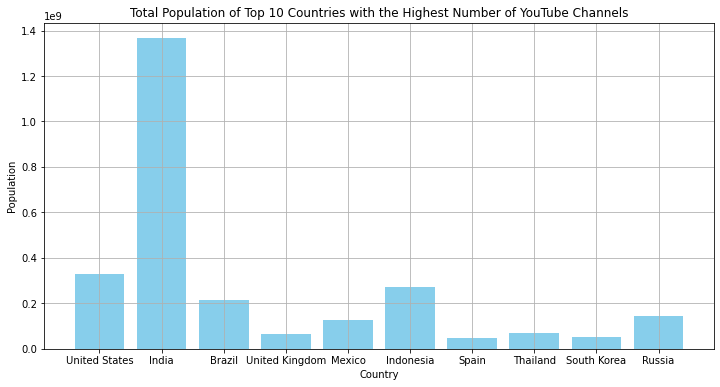 Total Population of Top 10 Countries with the Highest Number of YouTube Channels
1e9
1.4
1.2
1.0
0.8
0.6
0.4
0.2
0.0
Population
United States India Brazil United Kingdom Mexico Indonesia Spain Thailand South Korea Russia
Country